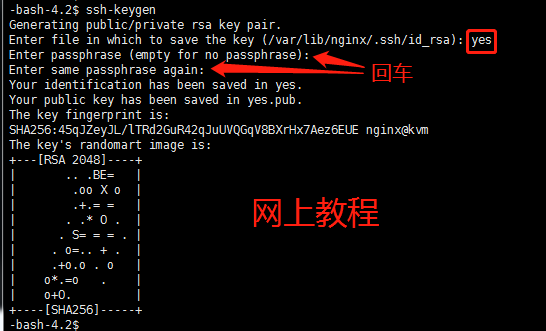 -bash-4.2$ ssh-keygen
Generating public/private rsa key pair.
Enter file in which to save the key (/var/lib/nginx/.ssh/id_rsa): yes
Enter passphrase (empty for no passphrase):
Enter same passphrase again:
回车
Your identification has been saved in yes.
Your public key has been saved in yes.pub.
The key fingerprint is:
SHA256:45qJZeyJL/lTRd2GuR42qJuUVQGqV8BXrHx7Aez6EUE nginx@kvm
The key's randomart image is:
+---[RSA 2048]----+
|       .. .BE=   |
|        .oo X o  |
|        .+.= =   |
|       . .* O .  |
|      . S= = = . |
|     . o=.. + .  |
|     .+o.o . o   |
|    o*.=o   .    |
|    o+O.         |
+----[SHA256]-----+
网上教程
-bash-4.2$